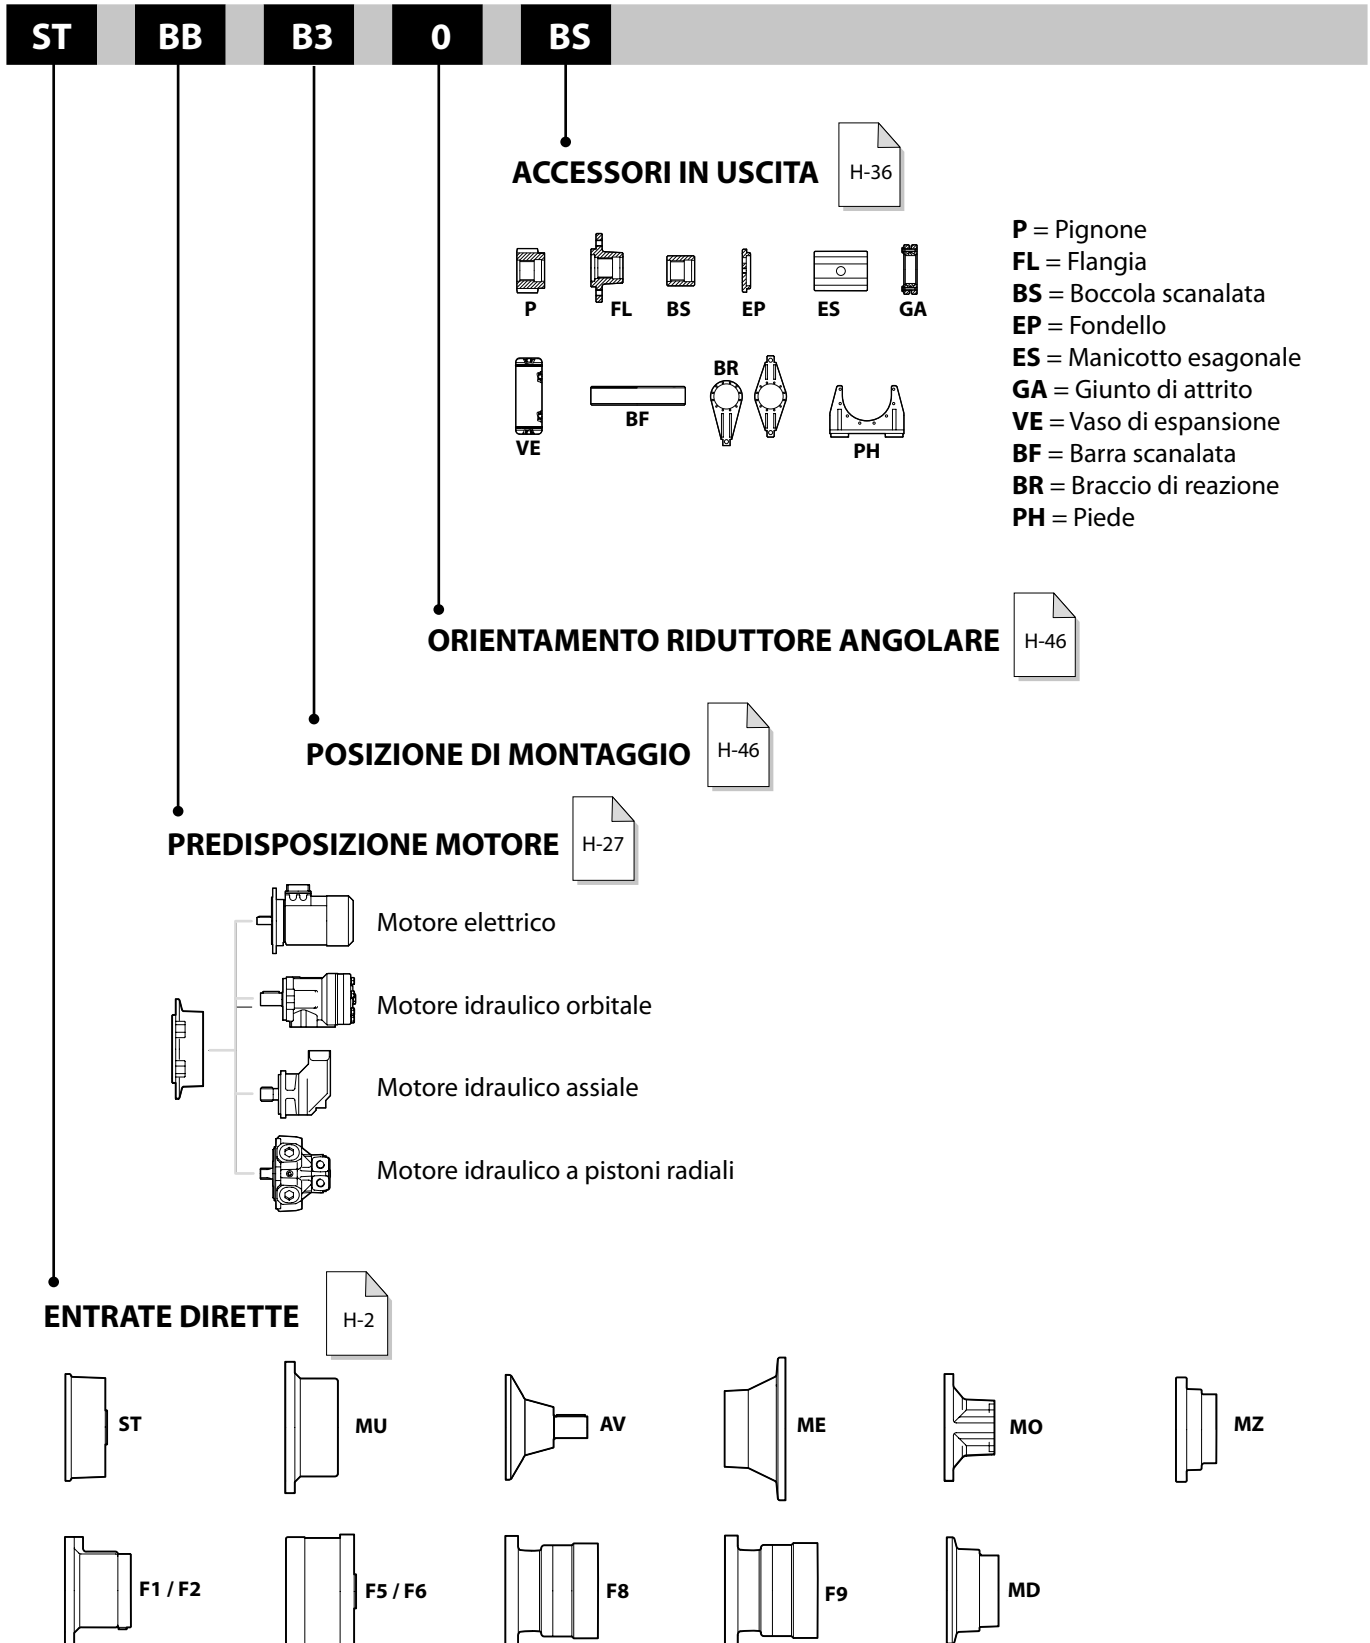 ST BB B3 0 BS
ACCESSORI IN USCITA H-36
P FL BS EP ES GA
VE BF BR PH
P = Pignone
FL = Flangia
BS = Boccola scanalata
EP = Fondello
ES = Manicotto esagonale
GA = Giunto di attrito
VE = Vaso di espansione
BF = Barra scanalata
BR = Braccio di reazione
PH = Piede
ORIENTAMENTO RIDUTTORE ANGOLARE H-46
POSIZIONE DI MONTAGGIO H-46
PREDISPOSIZIONE MOTORE H-27
Motore elettrico
Motore idraulico orbitale
Motore idraulico assiale
Motore idraulico a pistoni radiali
ENTRATE DIRETTE H-2
ST MU AV ME MO MZ
F1 / F2 F5 / F6 F8 F9 MD